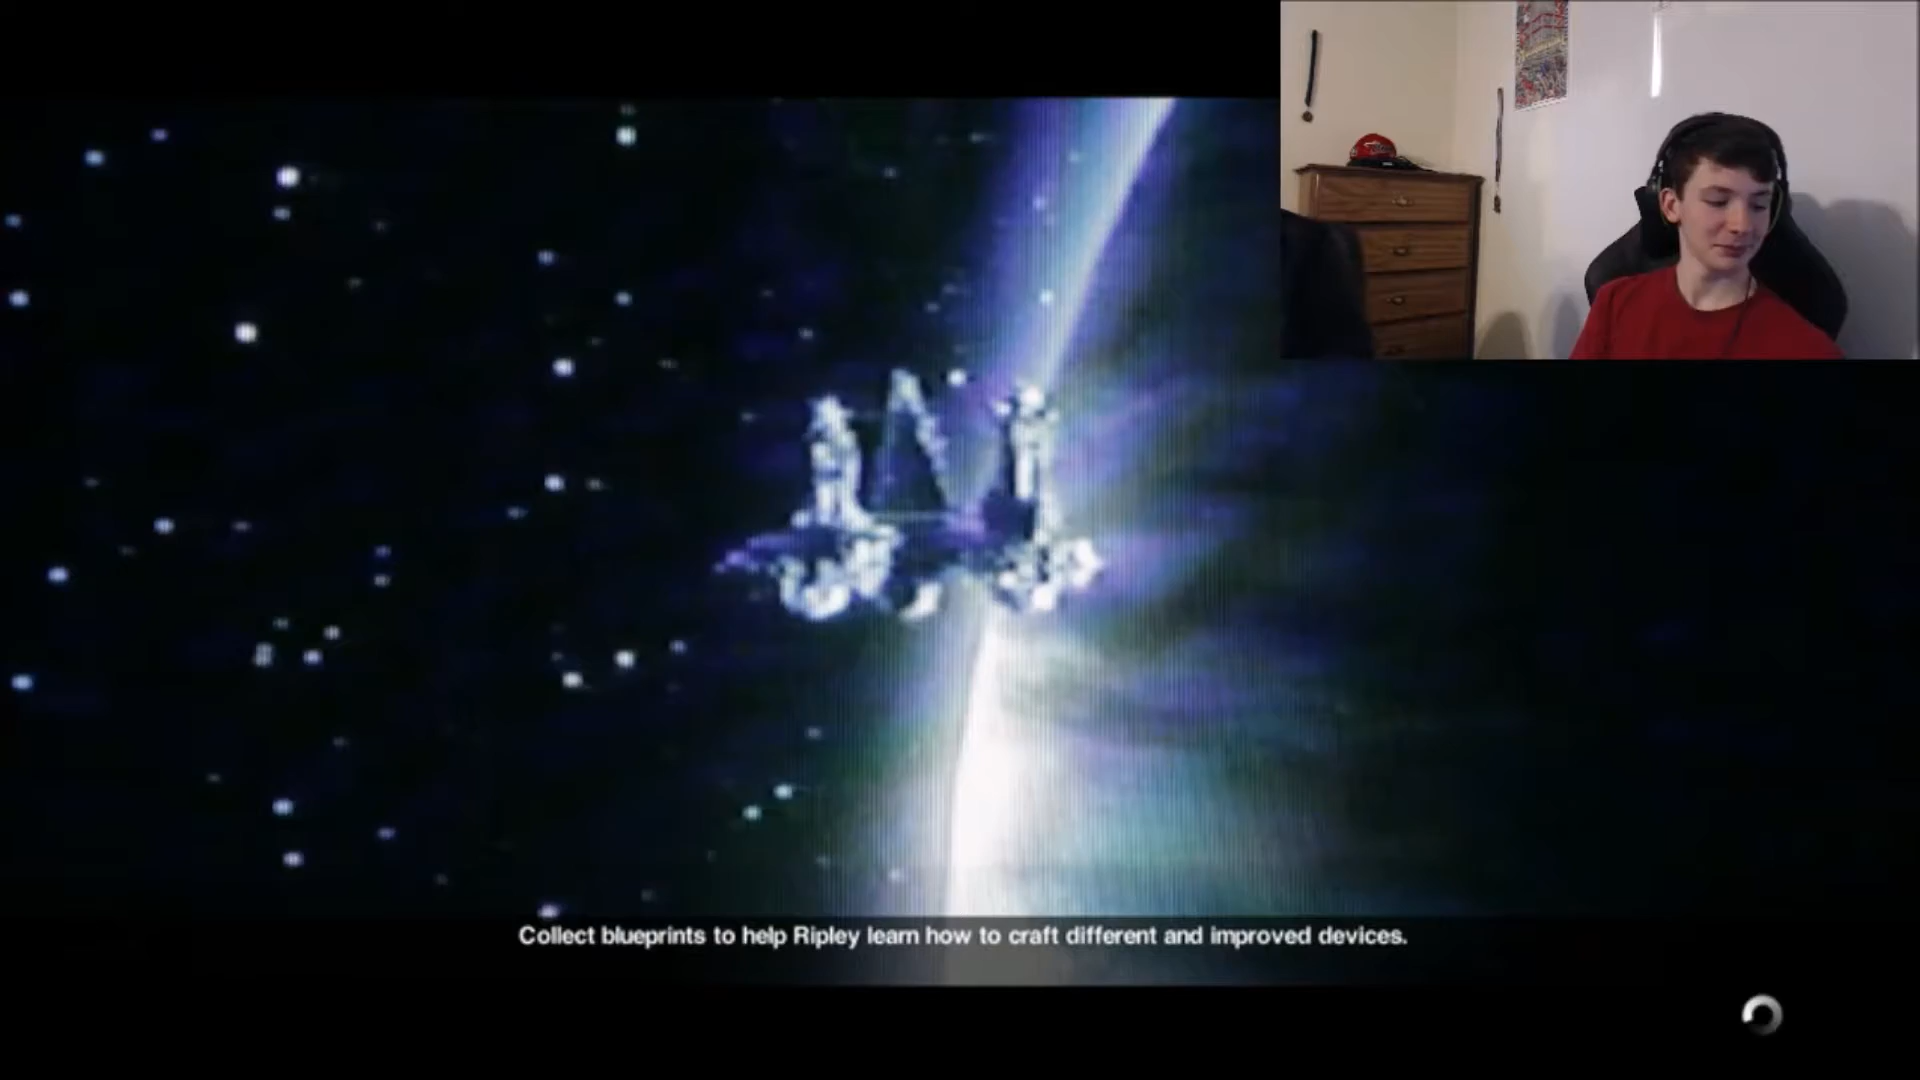 Collect blueprints to help Ripley learn how to craft different and improved devices.